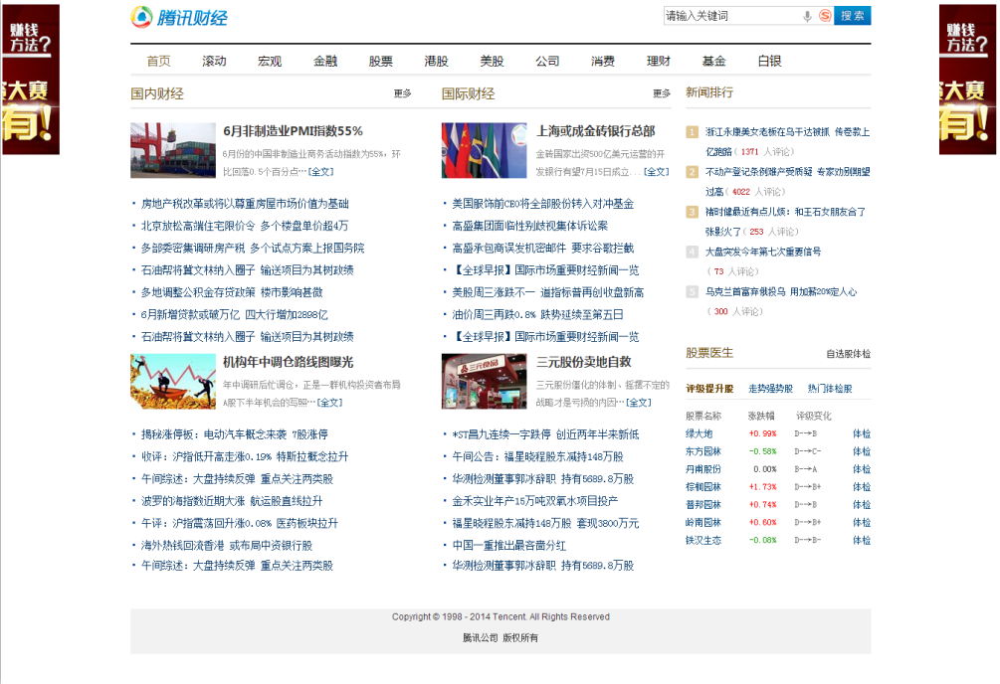 赚钱
方法?
资大赛
有!
腾讯财经
请输入关键词
搜 索
赚钱
方法?
资大赛
有!
首页 滚动 宏观 金融 股票 港股 美股 公司 消费 理财 基金 白银
国内财经 更多
6月非制造业PMI指数55%
6月份的中国非制造业商务活动指数为55%，环
比回落0.5个百分点…[全文]
· 房地产税改革或将以尊重房屋市场价值为基础
· 北京放松高端住宅限价令 多个楼盘单价超4万
· 多部委密集调研房产税 多个试点方案上报国务院
· 石油帮将冀文林纳入圈子 输送项目为其树政绩
· 多地调整公积金存贷政策 楼市影响甚微
· 6月新增贷款或破万亿 四大行增加2898亿
· 石油帮将冀文林纳入圈子 输送项目为其树政绩
机构年中调仓路线图曝光
年中调研后忙调仓，正是一群机构投资者布局
A股下半年机会的写照…[全文]
· 揭秘涨停板：电动汽车概念来袭 7股涨停
· 收评：沪指低开高走涨0.19% 特斯拉概念拉升
· 午间综述：大盘持续反弹 重点关注两类股
· 波罗的海指数近期大涨 航运股直线拉升
· 午评：沪指震荡回升涨0.08% 医药板块拉升
· 海外热钱回流香港 或布局中资银行股
· 午间综述：大盘持续反弹 重点关注两类股
国际财经 更多
上海或成金砖银行总部
金砖国家出资500亿美元运营的开
发银行有望7月15日成立...[全文]
· 美国服饰前CEO将全部股份转入对冲基金
· 高盛集团面临性别歧视集体诉讼案
· 高盛承包商误发机密邮件 要求谷歌拦截
· 【全球早报】国际市场重要财经新闻一览
· 美股周三涨跌不一 道指标普再创收盘新高
· 油价周三再跌0.8% 跌势延续至第五日
· 【全球早报】国际市场重要财经新闻一览
三元食品
三元股份卖地自救
三元股份僵化的体制、摇摆不定的
战略才是亏损的内因…[全文]
· *ST昌九连续一字跌停 创近两年半来新低
· 午间公告：福星晓程股东减持148万股
· 华测检测董事郭冰辞职 持有5689.8万股
· 金禾实业年产15万吨双氧水项目投产
· 福星晓程股东减持148万股 套现3800万元
· 中国一重推出最吝啬分红
· 华测检测董事郭冰辞职 持有5689.8万股
新闻排行
1 浙江永康美女老板在乌干达被抓 传卷款上
亿跑路（1371 人评论）
2 不动产登记条例难产受质疑 专家劝别期望
过高（4022 人评论）
3 褚时健最近有点儿烦：和王石女朋友合了
张影火了（253 人评论）
4 大盘突发今年第七次重要信号
（73 人评论）
5 乌克兰首富弃俄投乌 用加薪20%定人心
（300 人评论）
股票医生 自选股体检
评级提升股 走势强势股 热门体检股
股票名称 涨跌幅 评级变化
绿大地 +0.99% D-→B 体检
东方园林 -0.58% D-→C- 体检
丹甫股份 0.00% B-→A 体检
棕榈园林 +1.73% D-→B+ 体检
普邦园林 +0.74% D-→B 体检
岭南园林 +0.60% D-→B+ 体检
铁汉生态 -0.08% D-→B- 体检
Copyright © 1998 - 2014 Tencent. All Rights Reserved
腾讯公司 版权所有